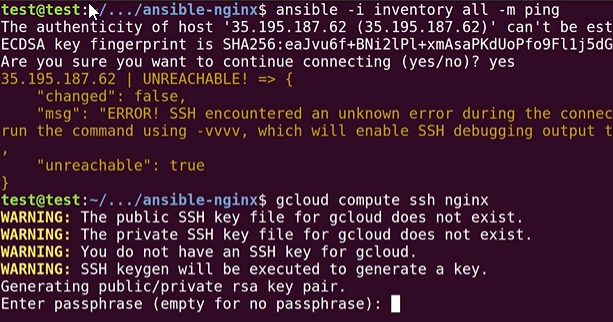 test@test:~/.../ansible-nginx$ ansible -i inventory all -m ping
The authenticity of host '35.195.187.62 (35.195.187.62)' can't be est
ECDSA key fingerprint is SHA256:eaJvu6f+BNi2lPl+xmAsaPKdUoPfo9Fl1j5dG
Are you sure you want to continue connecting (yes/no)? yes
35.195.187.62 | UNREACHABLE! => {
    "changed": false,
    "msg": "ERROR! SSH encountered an unknown error during the connec
run the command using -vvvv, which will enable SSH debugging output t
,
    "unreachable": true
}
test@test:~/.../ansible-nginx$ gcloud compute ssh nginx
WARNING: The public SSH key file for gcloud does not exist.
WARNING: The private SSH key file for gcloud does not exist.
WARNING: You do not have an SSH key for gcloud.
WARNING: SSH keygen will be executed to generate a key.
Generating public/private rsa key pair.
Enter passphrase (empty for no passphrase):